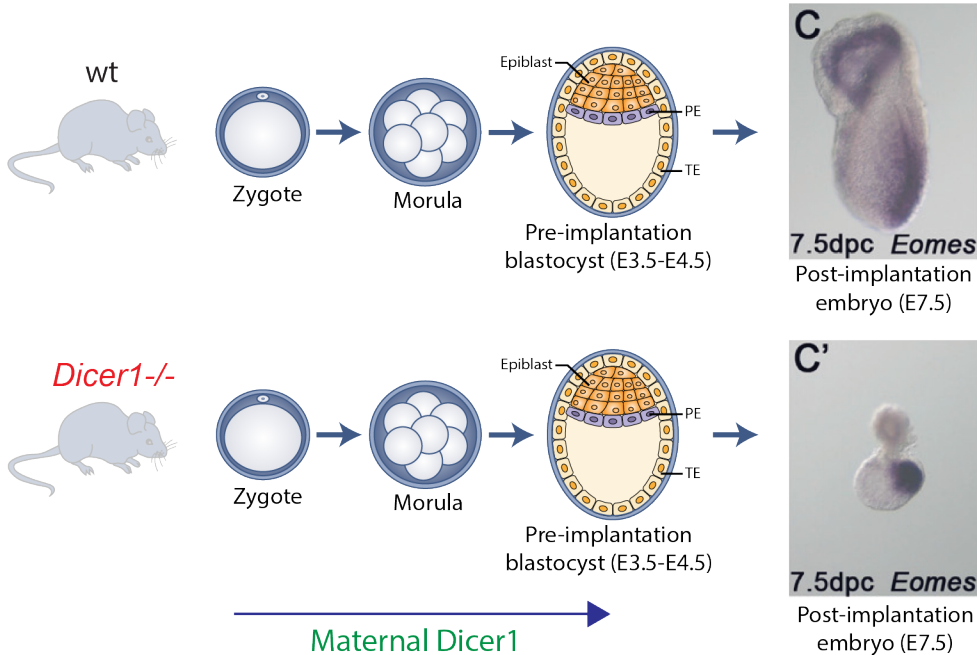 wt
Zygote
Morula
Epiblast
PE
TE
Pre-implantation
blastocyst (E3.5-E4.5)
C
7.5dpc Eomes
Post-implantation
embryo (E7.5)
Dicer1-/-
Zygote
Morula
Epiblast
PE
TE
Pre-implantation
blastocyst (E3.5-E4.5)
C’
7.5dpc Eomes
Post-implantation
embryo (E7.5)
Maternal Dicer1